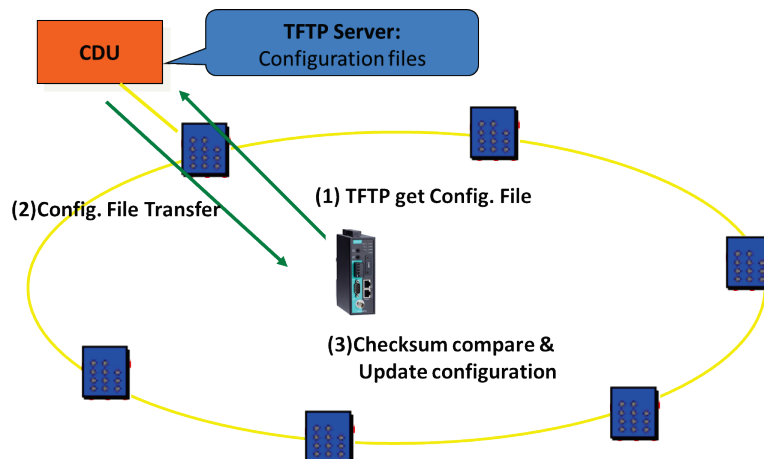 CDU
TFTP Server:
Configuration files
(1) TFTP get Config. File
(2)Config. File Transfer
(3)Checksum compare &
Update configuration